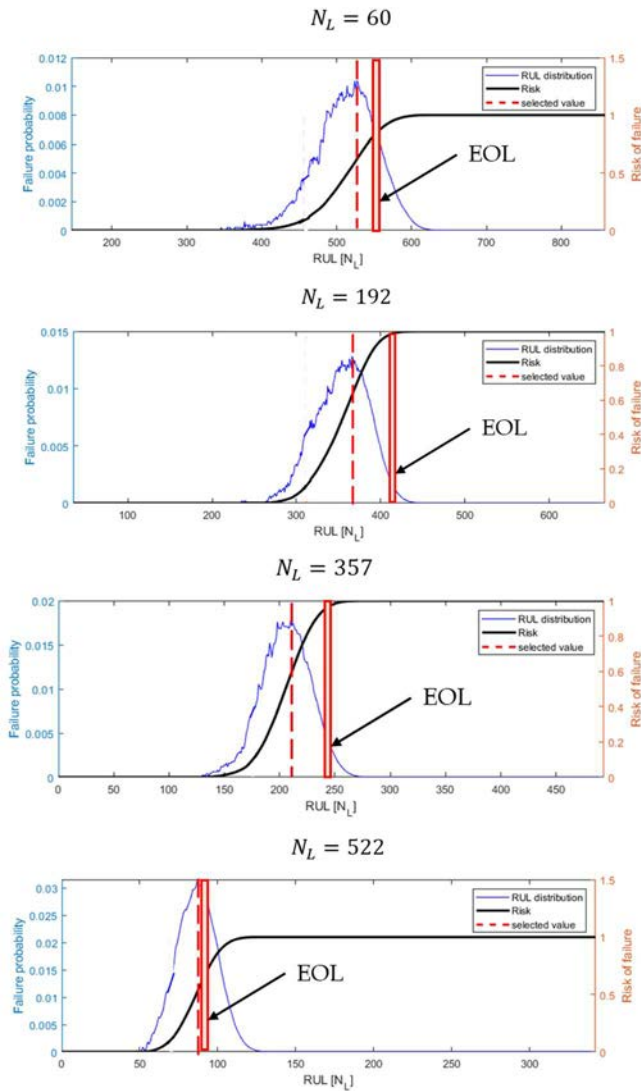 N_L = 60
0.012
0.01
0.008
0.006
0.004
0.002
0
Failure probability
RUL distribution
Risk
selected value
EOL
1.5
1
0.5
0
Risk of failure
200 300 400 500 600 700 800
RUL [N_L]
N_L = 192
0.015
0.01
0.005
0
Failure probability
RUL distribution
Risk
selected value
EOL
1
0.8
0.6
0.4
0.2
0
Risk of failure
100 200 300 400 500 600
RUL [N_L]
N_L = 357
0.02
0.015
0.01
0.005
0
Failure probability
RUL distribution
Risk
selected value
EOL
1
0.8
0.6
0.4
0.2
0
Risk of failure
0 50 100 150 200 250 300 350 400 450
RUL [N_L]
N_L = 522
0.03
0.025
0.02
0.015
0.01
0.005
0
Failure probability
RUL distribution
Risk
selected value
EOL
1.5
1
0.5
0
Risk of failure
0 50 100 150 200 250 300
RUL [N_L]